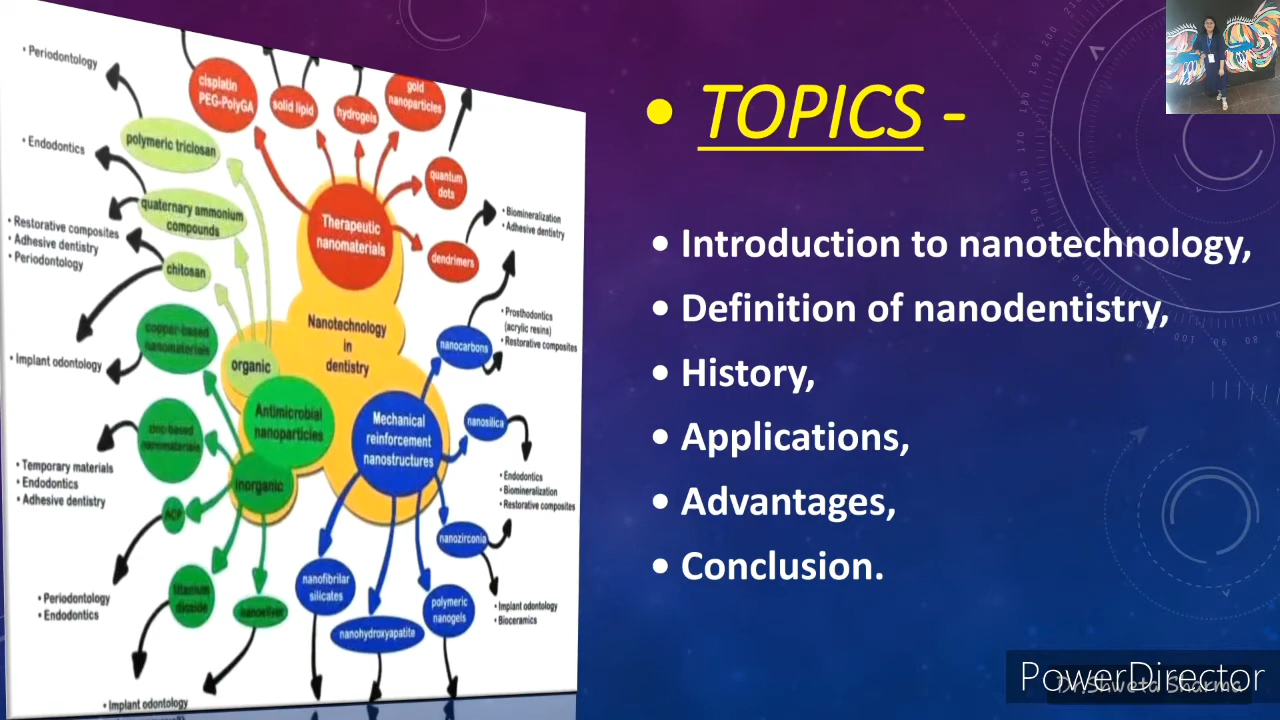 • Periodontology
cisplatin
PEG-PolyGA
solid lipid
hydrogels
gold
nanoparticles
polymeric triclosan
• Endodontics
quantum
dots
quaternary ammonium
compounds
Therapeutic
nanomaterials
• Biomineralization
• Adhesive dentistry
• Restorative composites
• Adhesive dentistry
• Periodontology
chitosan
dendrimers
copper-based
nanomaterials
Nanotechnology
in
dentistry
• Prosthodontics
(acrylic resins)
• Restorative composites
nanocarbons
• Implant odontology
organic
Antimicrobial
nanoparticles
Mechanical
reinforcement
nanostructures
nanosilica
zinc-based
nanomaterials
• Temporary materials
• Endodontics
• Adhesive dentistry
inorganic
• Endodontics
• Biomineralization
• Restorative composites
ACP
nanozirconia
• Periodontology
• Endodontics
titanium
dioxide
nanosilver
nanofibrilar
silicates
nanohydroxyapatite
polymeric
nanogels
• Implant odontology
• Bioceramics
• Implant odontology
• TOPICS -
• Introduction to nanotechnology,
• Definition of nanodentistry,
• History,
• Applications,
• Advantages,
• Conclusion.
PowerDirector
Dr. Shweta Sharma